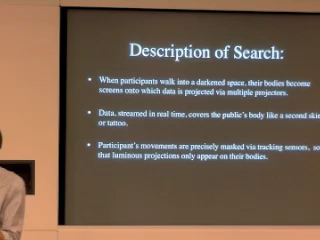 Description of Search:
• When participants walk into a darkened space, their bodies become
screens onto which data is projected via multiple projectors.
• Data, streamed in real time, covers the public's body like a second skin
or tattoo.
• Participant's movements are precisely masked via tracking sensors, so
that luminous projections only appear on their bodies.